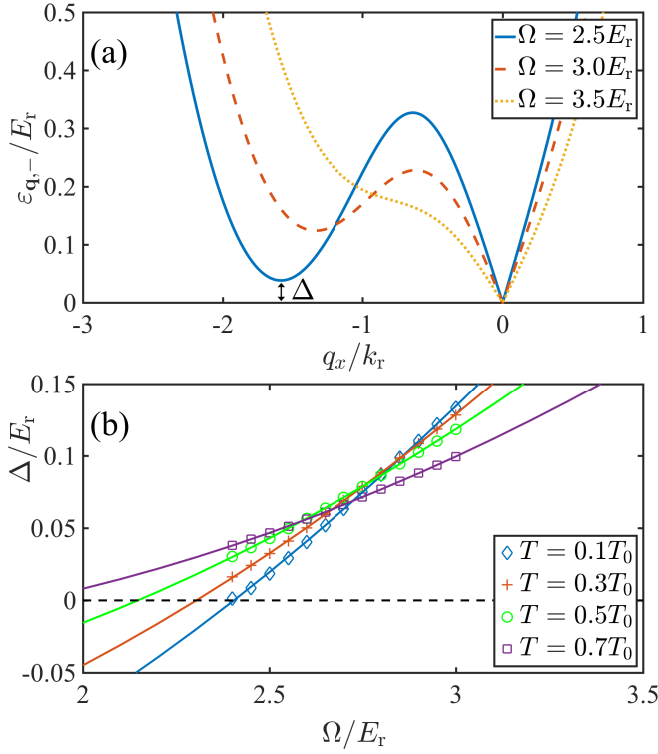 0.5
0.4
0.3
0.2
0.1
0
(a)
Ω = 2.5E_r
Ω = 3.0E_r
Ω = 3.5E_r
ε_{q,−}/E_r
Δ
-3 -2 -1 0 1
q_x/k_r
0.15
0.1
0.05
0
-0.05
(b)
Δ/E_r
T = 0.1T_0
T = 0.3T_0
T = 0.5T_0
T = 0.7T_0
2 2.5 3 3.5
Ω/E_r